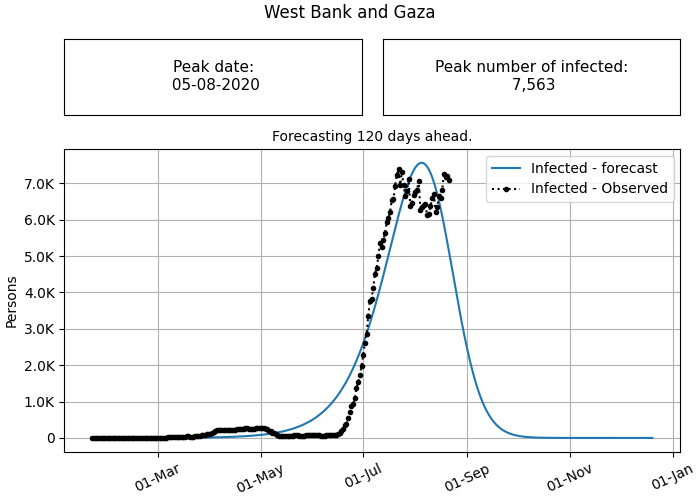 West Bank and Gaza
Peak date:
05-08-2020
Peak number of infected:
7,563
Forecasting 120 days ahead.
Infected - forecast
Infected - Observed
Persons
7.0K
6.0K
5.0K
4.0K
3.0K
2.0K
1.0K
0
01-Mar
01-May
01-Jul
01-Sep
01-Nov
01-Jan